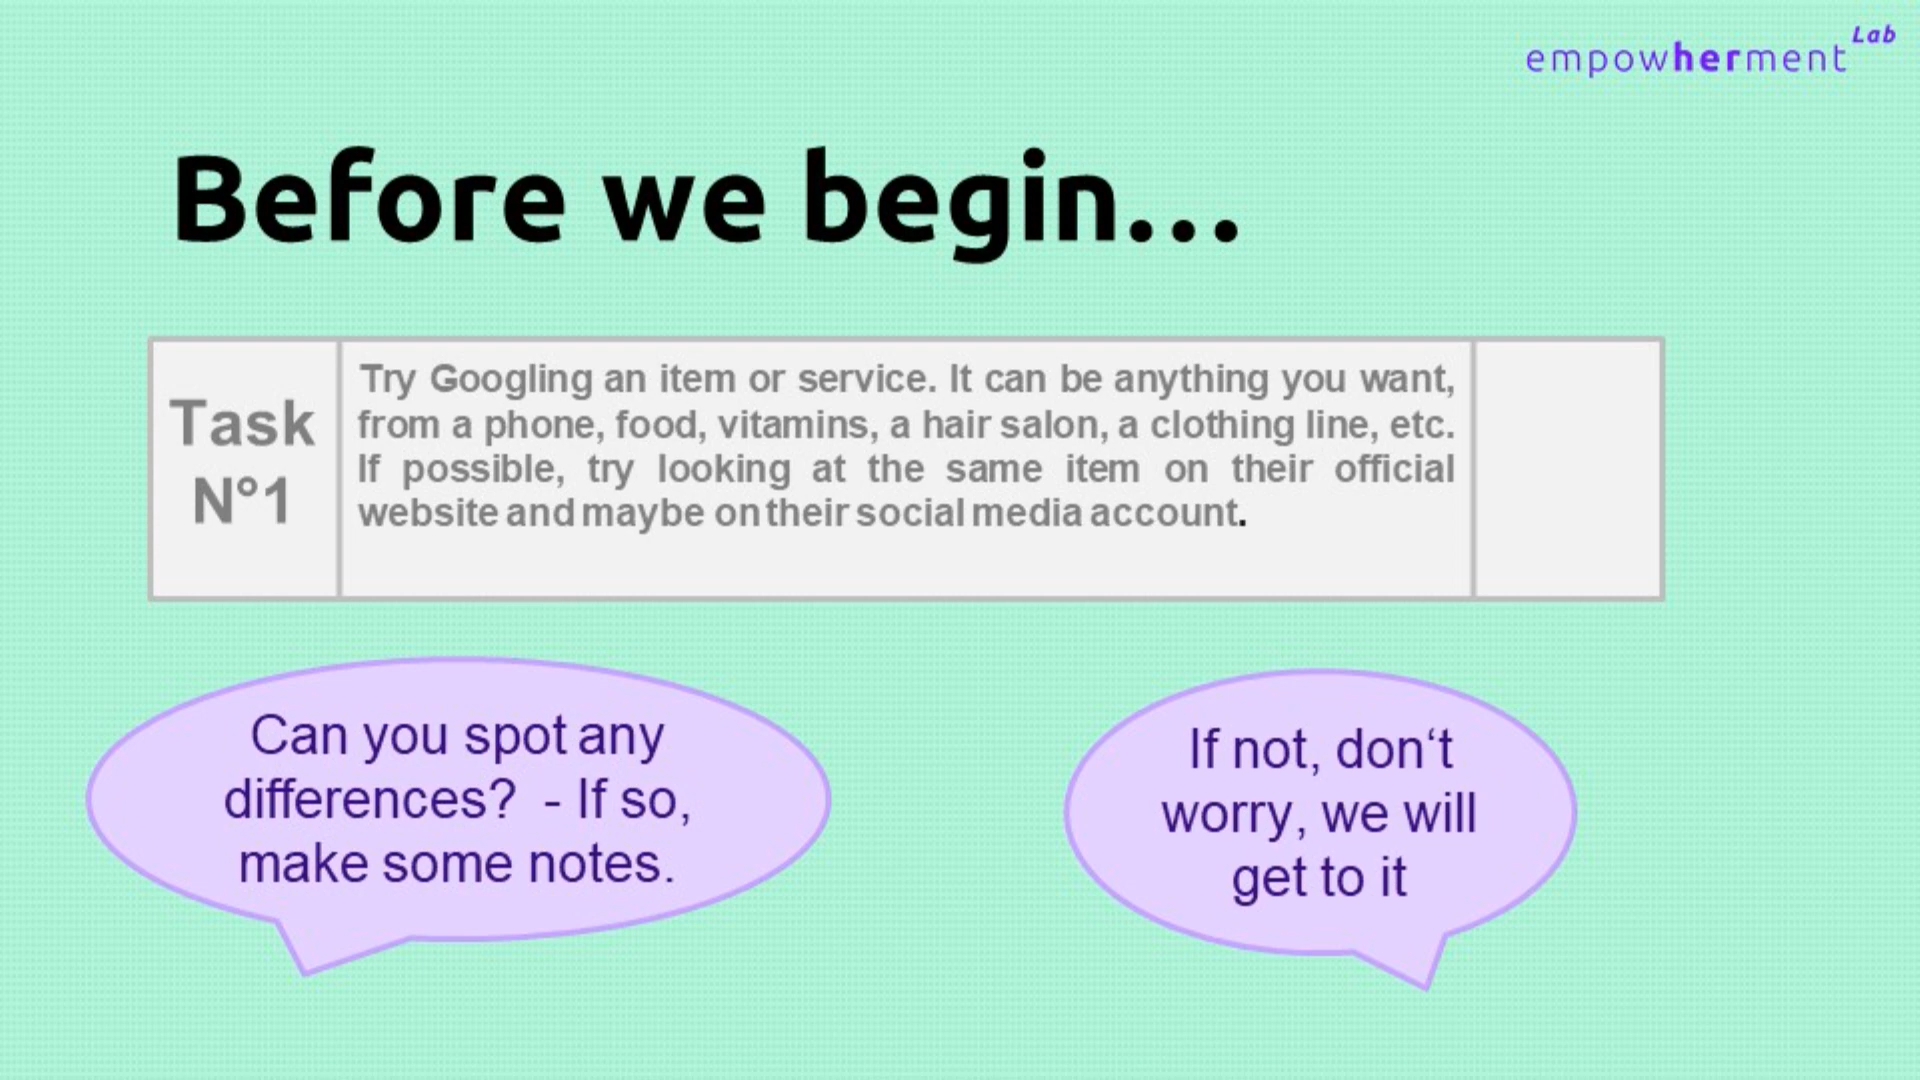 empowhermentLab
Before we begin...
Task
N°1
Try Googling an item or service. It can be anything you want,
from a phone, food, vitamins, a hair salon, a clothing line, etc.
If possible, try looking at the same item on their official
website and maybe on their social media account.
Can you spot any
differences? - If so,
make some notes.
If not, don‘t
worry, we will
get to it